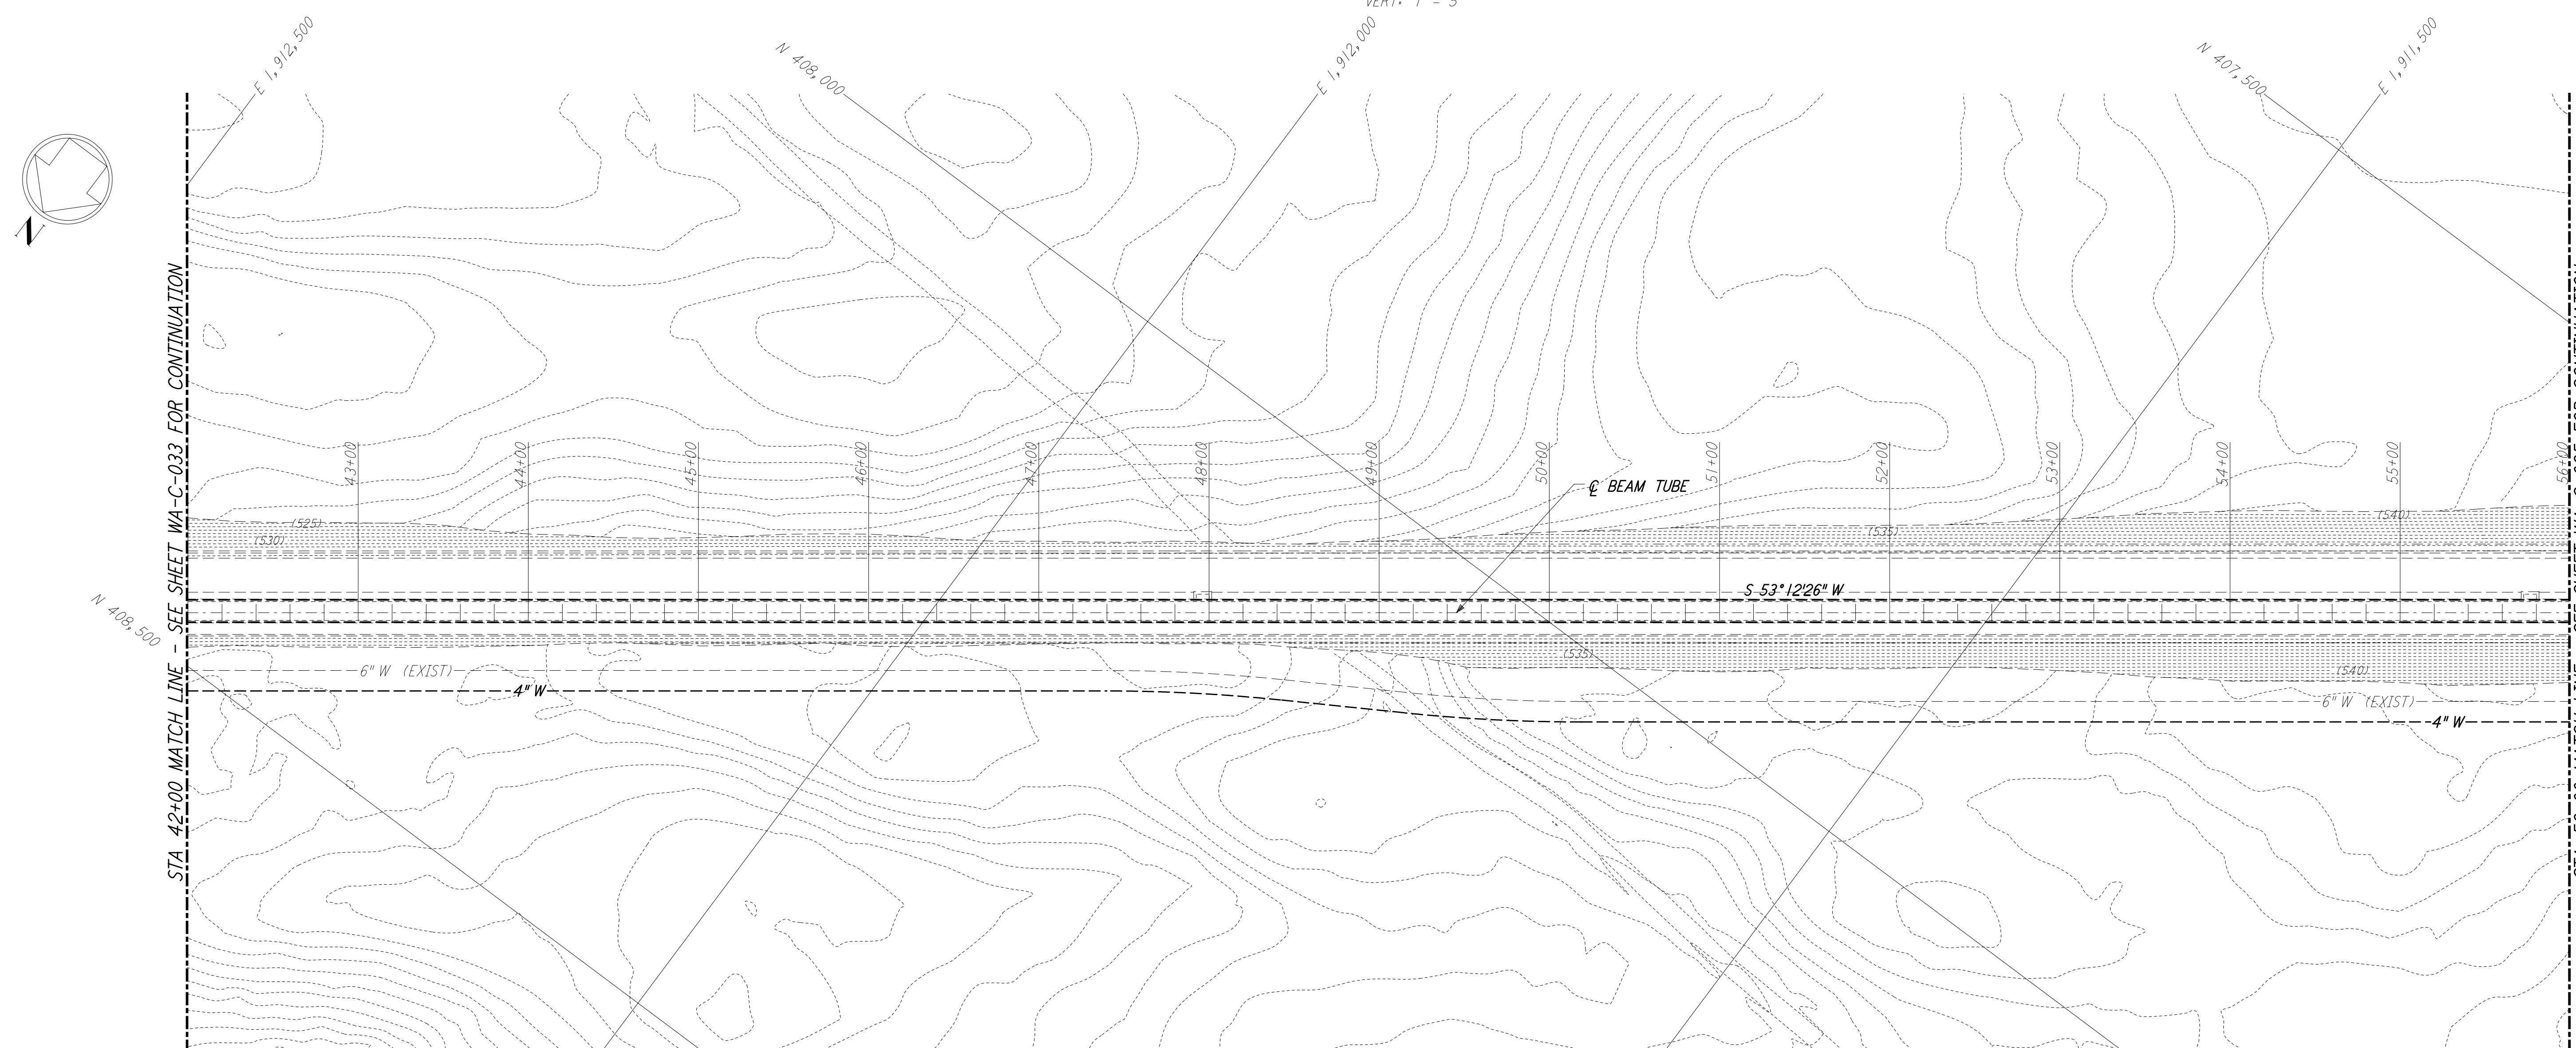 VERT. 1" = 5'
E 1,912,500
N 408,000
E 1,912,000
N 407,500
E 1,911,500
N
STA 42+00 MATCH LINE - SEE SHEET WA-C-033 FOR CONTINUATION
43+00
44+00
45+00
46+00
47+00
48+00
49+00
50+00
51+00
52+00
53+00
54+00
55+00
56+00
℄ BEAM TUBE
(525)
(530)
(535)
(540)
S 53°12'26" W
N 408,500
6" W (EXIST)
4" W
(535)
(540)
6" W (EXIST)
4" W